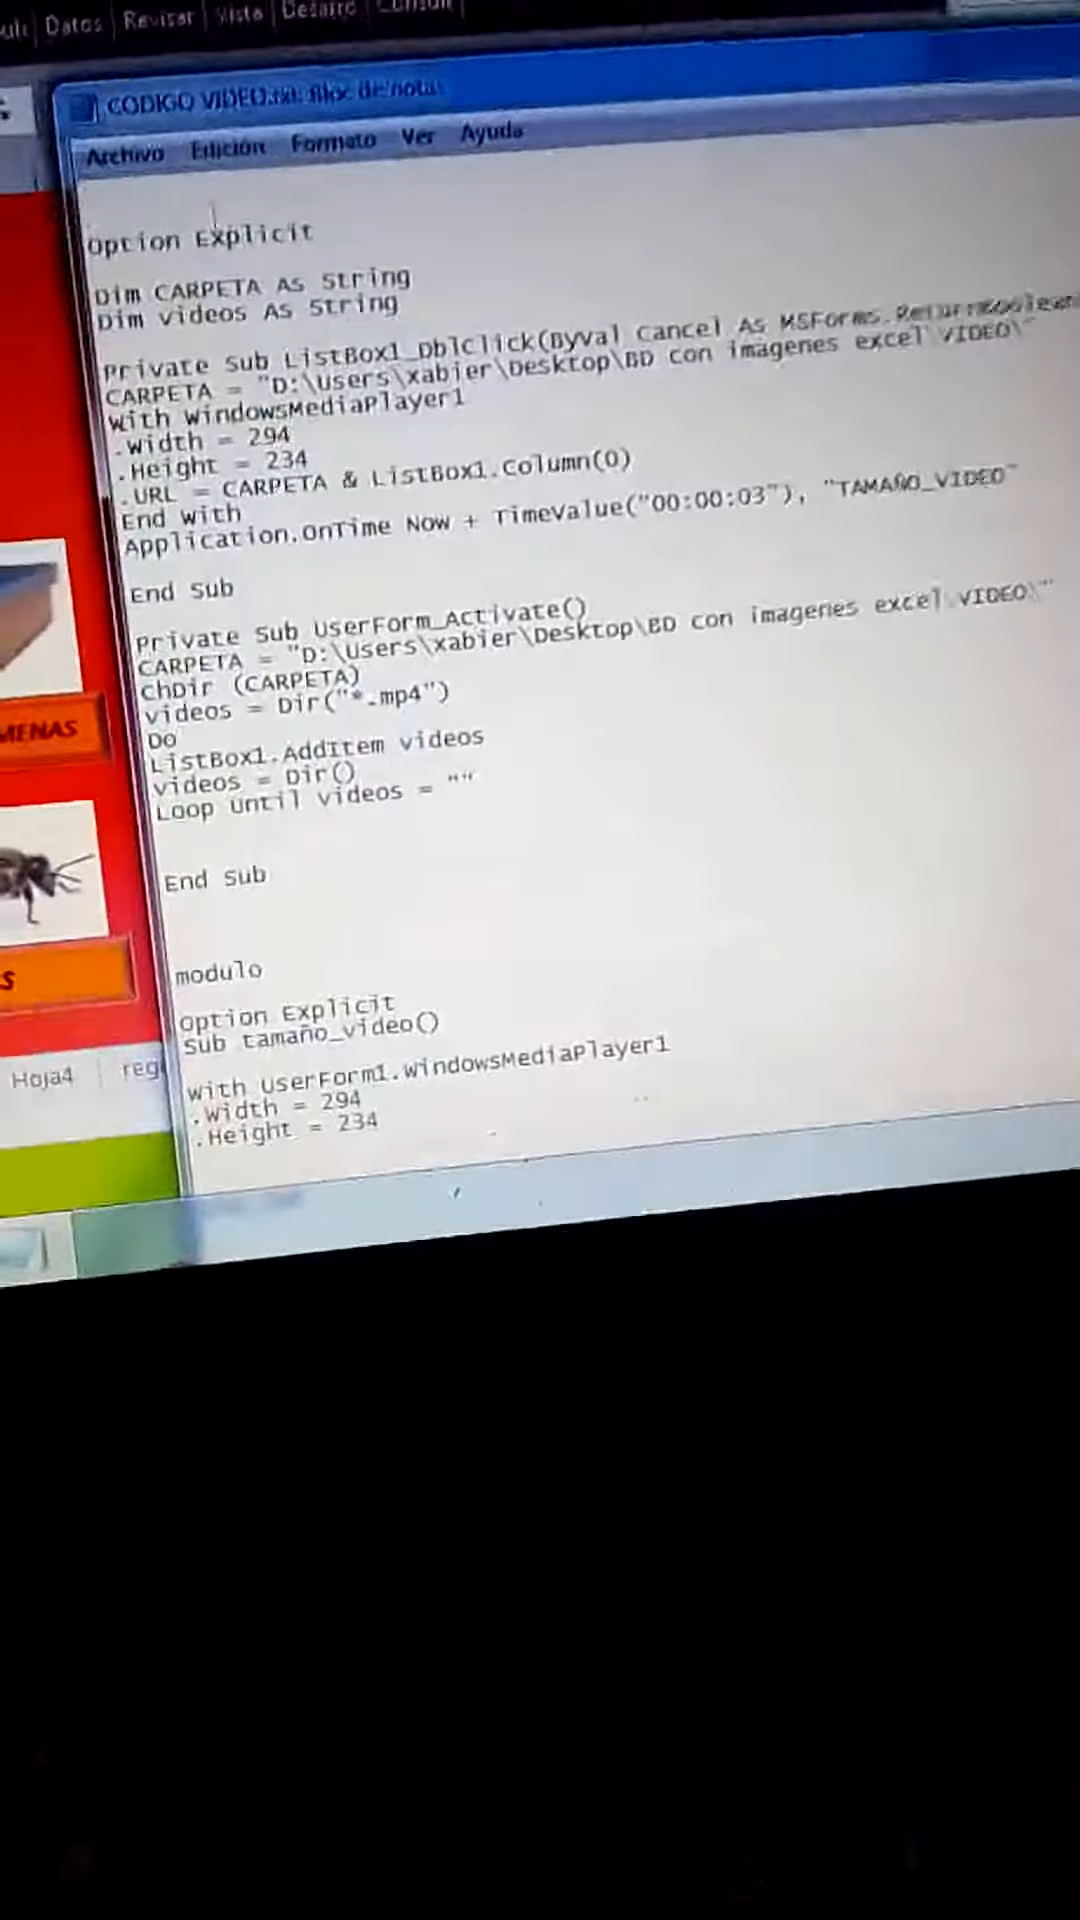 Datos Revisar Vista
CODIGO VIDEO.txt: Bloc de notas
Archivo Edición Formato Ver Ayuda
Option Explicit
Dim CARPETA As String
Dim videos As String
Private Sub ListBox1_DblClick(ByVal Cancel As MSForms.ReturnBoolean
CARPETA = "D:\Users\xabier\Desktop\BD con imagenes excel\VIDEO\"
With WindowsMediaPlayer1
.Width = 294
.Height = 234
.URL = CARPETA & ListBox1.Column(0)
End With
Application.OnTime Now + TimeValue("00:00:03"), "TAMAÑO_VIDEO"
End Sub
Private Sub UserForm_Activate()
CARPETA = "D:\Users\xabier\Desktop\BD con imagenes excel\VIDEO\"
ChDir (CARPETA)
videos = Dir("*.mp4")
Do
ListBox1.AddItem videos
videos = Dir()
Loop Until videos = ""
End Sub
modulo
Option Explicit
Sub tamaño_video()
With UserForm1.WindowsMediaPlayer1
.Width = 294
.Height = 234
MENAS
S
Hoja4 reg